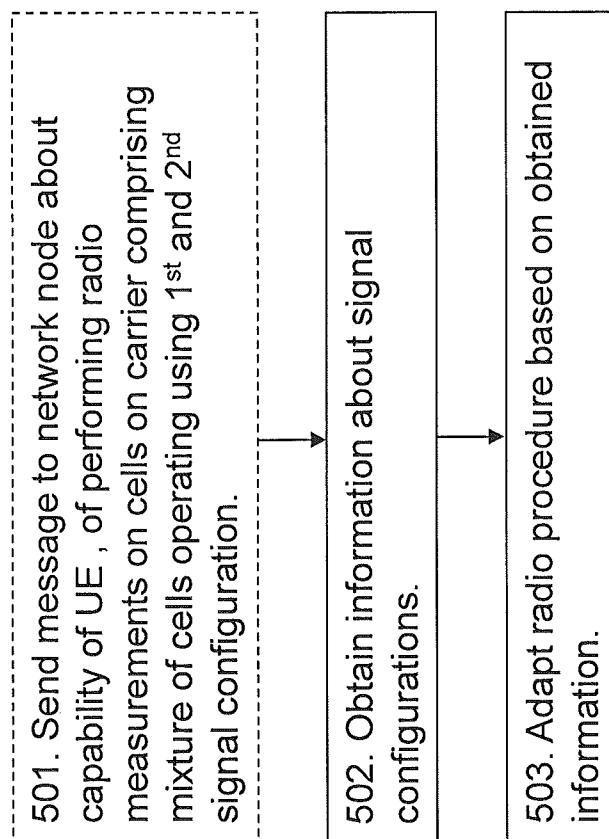 501. Send message to network node about
capability of UE , of performing radio
measurements on cells on carrier comprising
mixture of cells operating using 1st and 2nd
signal configuration.
502. Obtain information about signal
configurations.
503. Adapt radio procedure based on obtained
information.